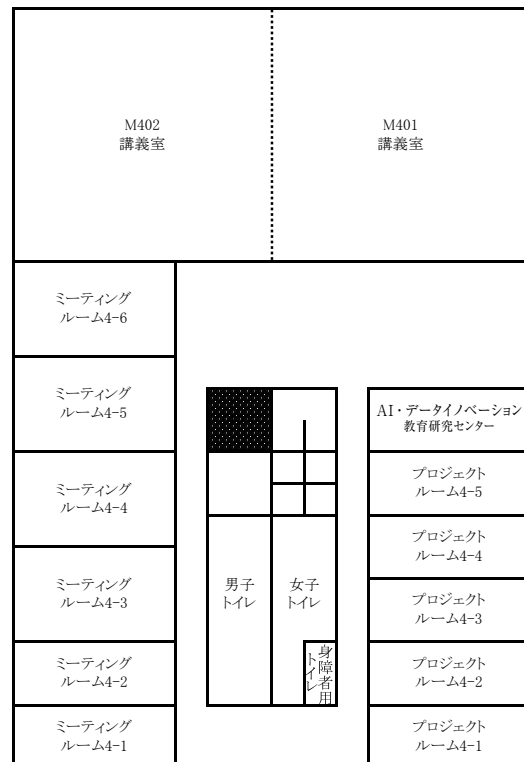 M402
講義室
M401
講義室
ミーティング
ルーム4-6
ミーティング
ルーム4-5
AI・データイノベーション
教育研究センター
ミーティング
ルーム4-4
プロジェクト
ルーム4-5
プロジェクト
ルーム4-4
ミーティング
ルーム4-3
男子
トイレ
女子
トイレ
プロジェクト
ルーム4-3
ミーティング
ルーム4-2
身障者用
トイレ
プロジェクト
ルーム4-2
ミーティング
ルーム4-1
プロジェクト
ルーム4-1